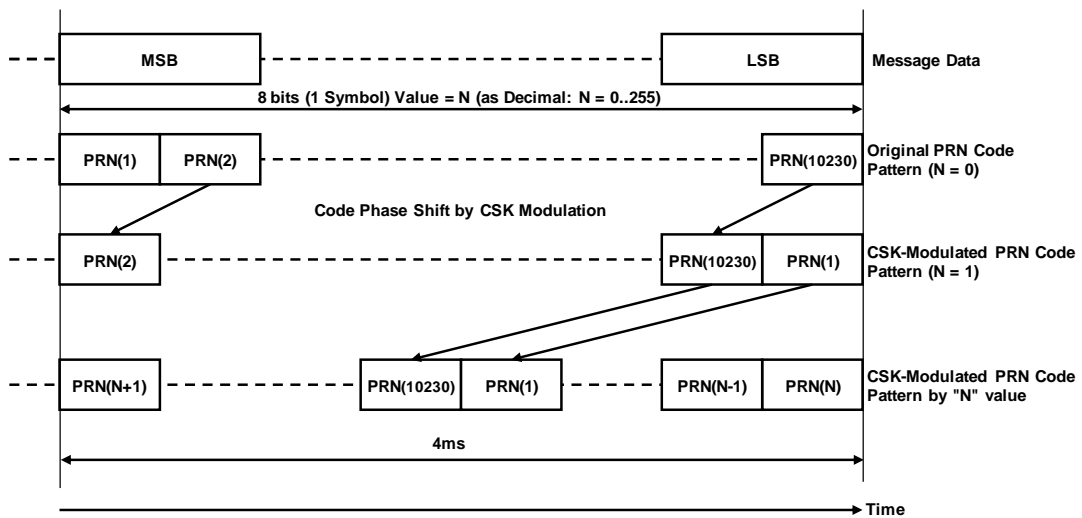 MSB
LSB
Message Data
8 bits (1 Symbol) Value = N (as Decimal: N = 0..255)
PRN(1)
PRN(2)
PRN(10230)
Original PRN Code
Pattern (N = 0)
Code Phase Shift by CSK Modulation
PRN(2)
PRN(10230)
PRN(1)
CSK-Modulated PRN Code
Pattern (N = 1)
PRN(N+1)
PRN(10230)
PRN(1)
PRN(N-1)
PRN(N)
CSK-Modulated PRN Code
Pattern by "N" value
4ms
Time